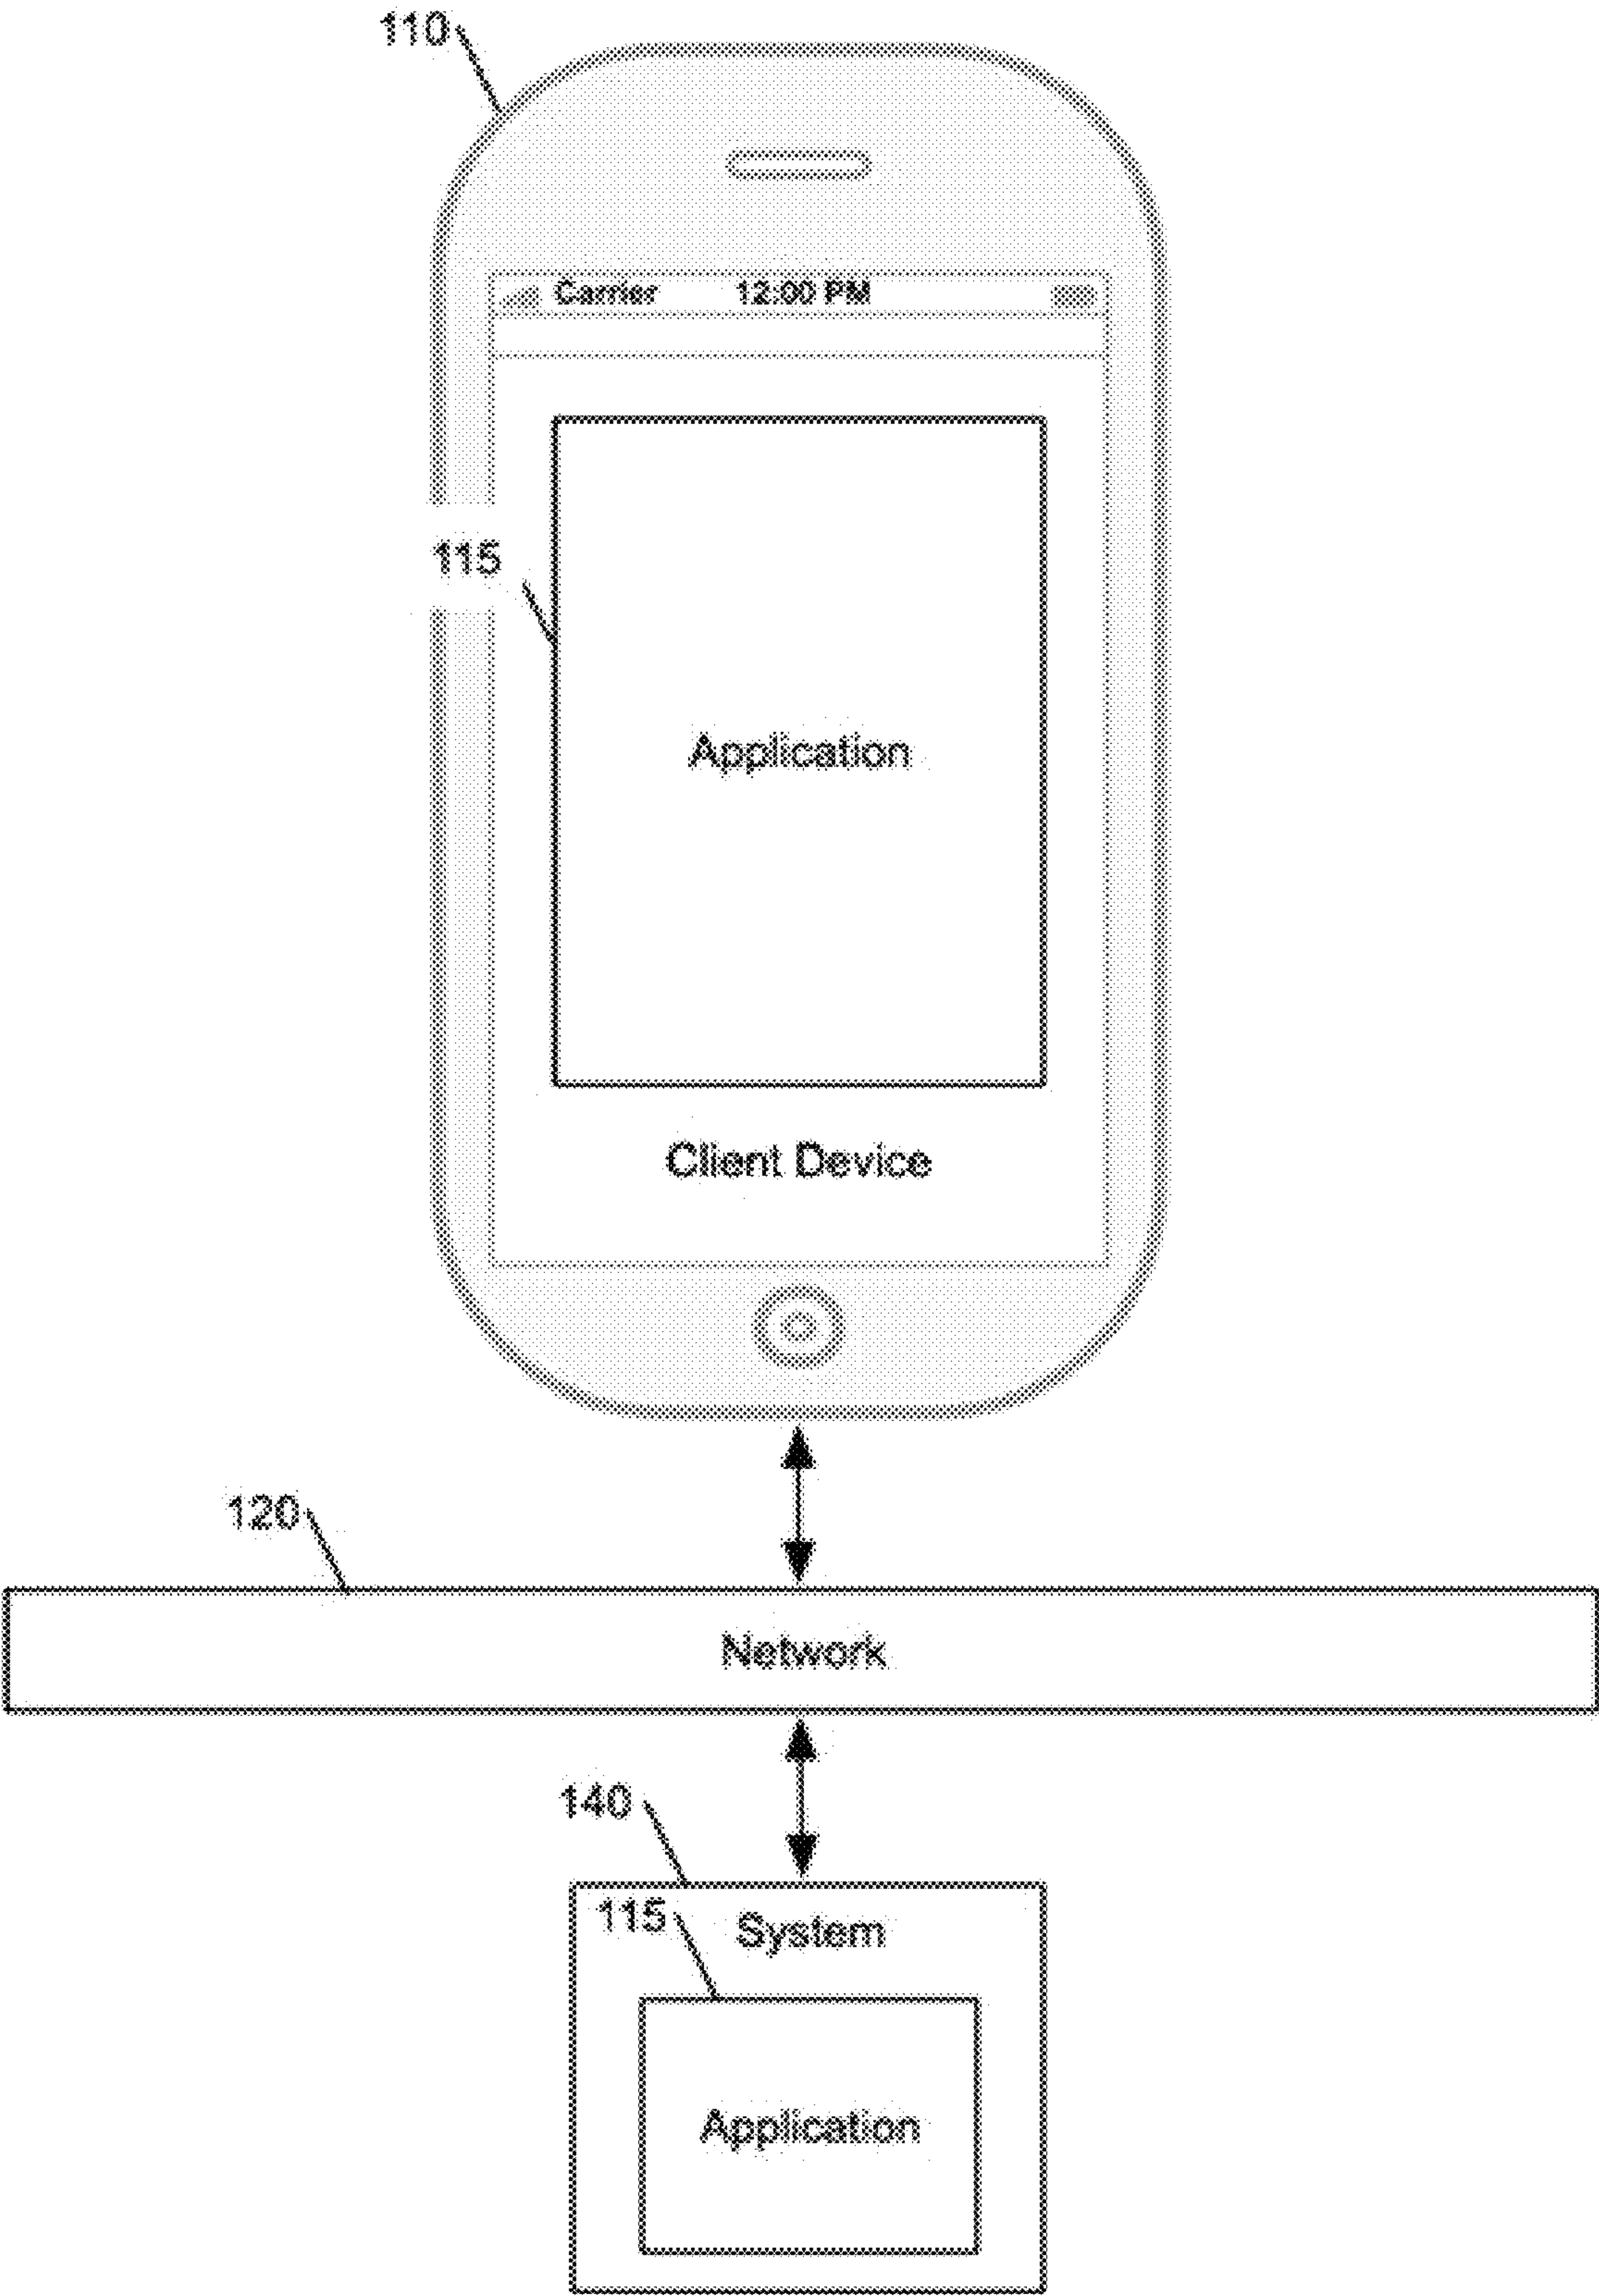 110
Carrier 12:00 PM
115
Application
Client Device
120
Network
140
115
System
Application